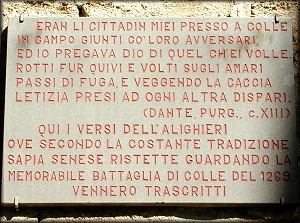 ERAN LI CITTADIN MIEI PRESSO A COLLE
IN CAMPO GIUNTI CO' LORO AVVERSARI,
ED IO PREGAVA DIO DI QUEL CH'EI VOLLE.
ROTTI FUR QUIVI E VOLTI SUGLI AMARI
PASSI DI FUGA, E VEGGENDO LA CACCIA
LETIZIA PRESI AD OGNI ALTRA DISPARI.
(DANTE, PURG., C.XIII)
QUI I VERSI DELL'ALIGHIERI
OVE SECONDO LA COSTANTE TRADIZIONE
SAPIA SENESE RISTETTE GUARDANDO LA
MEMORABILE BATTAGLIA DI COLLE DEL 1269
VENNERO TRASCRITTI